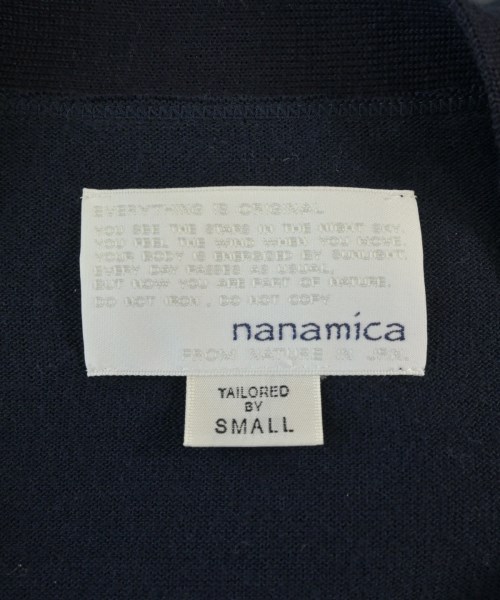 EVERYTHING IS ORIGINAL
YOU SEE THE STARS IN THE NIGHT SKY.
YOU FEEL THE WIND WHEN YOU MOVE.
YOUR BODY IS ENERGISED BY SUNLIGHT.
EVERY DAY PASSES AS USUAL,
BUT NOW YOU ARE PART OF NATURE.
DO NOT IRON, DO NOT COPY
nanamica
FROM NATURE IN JPN.
TAILORED
BY
SMALL